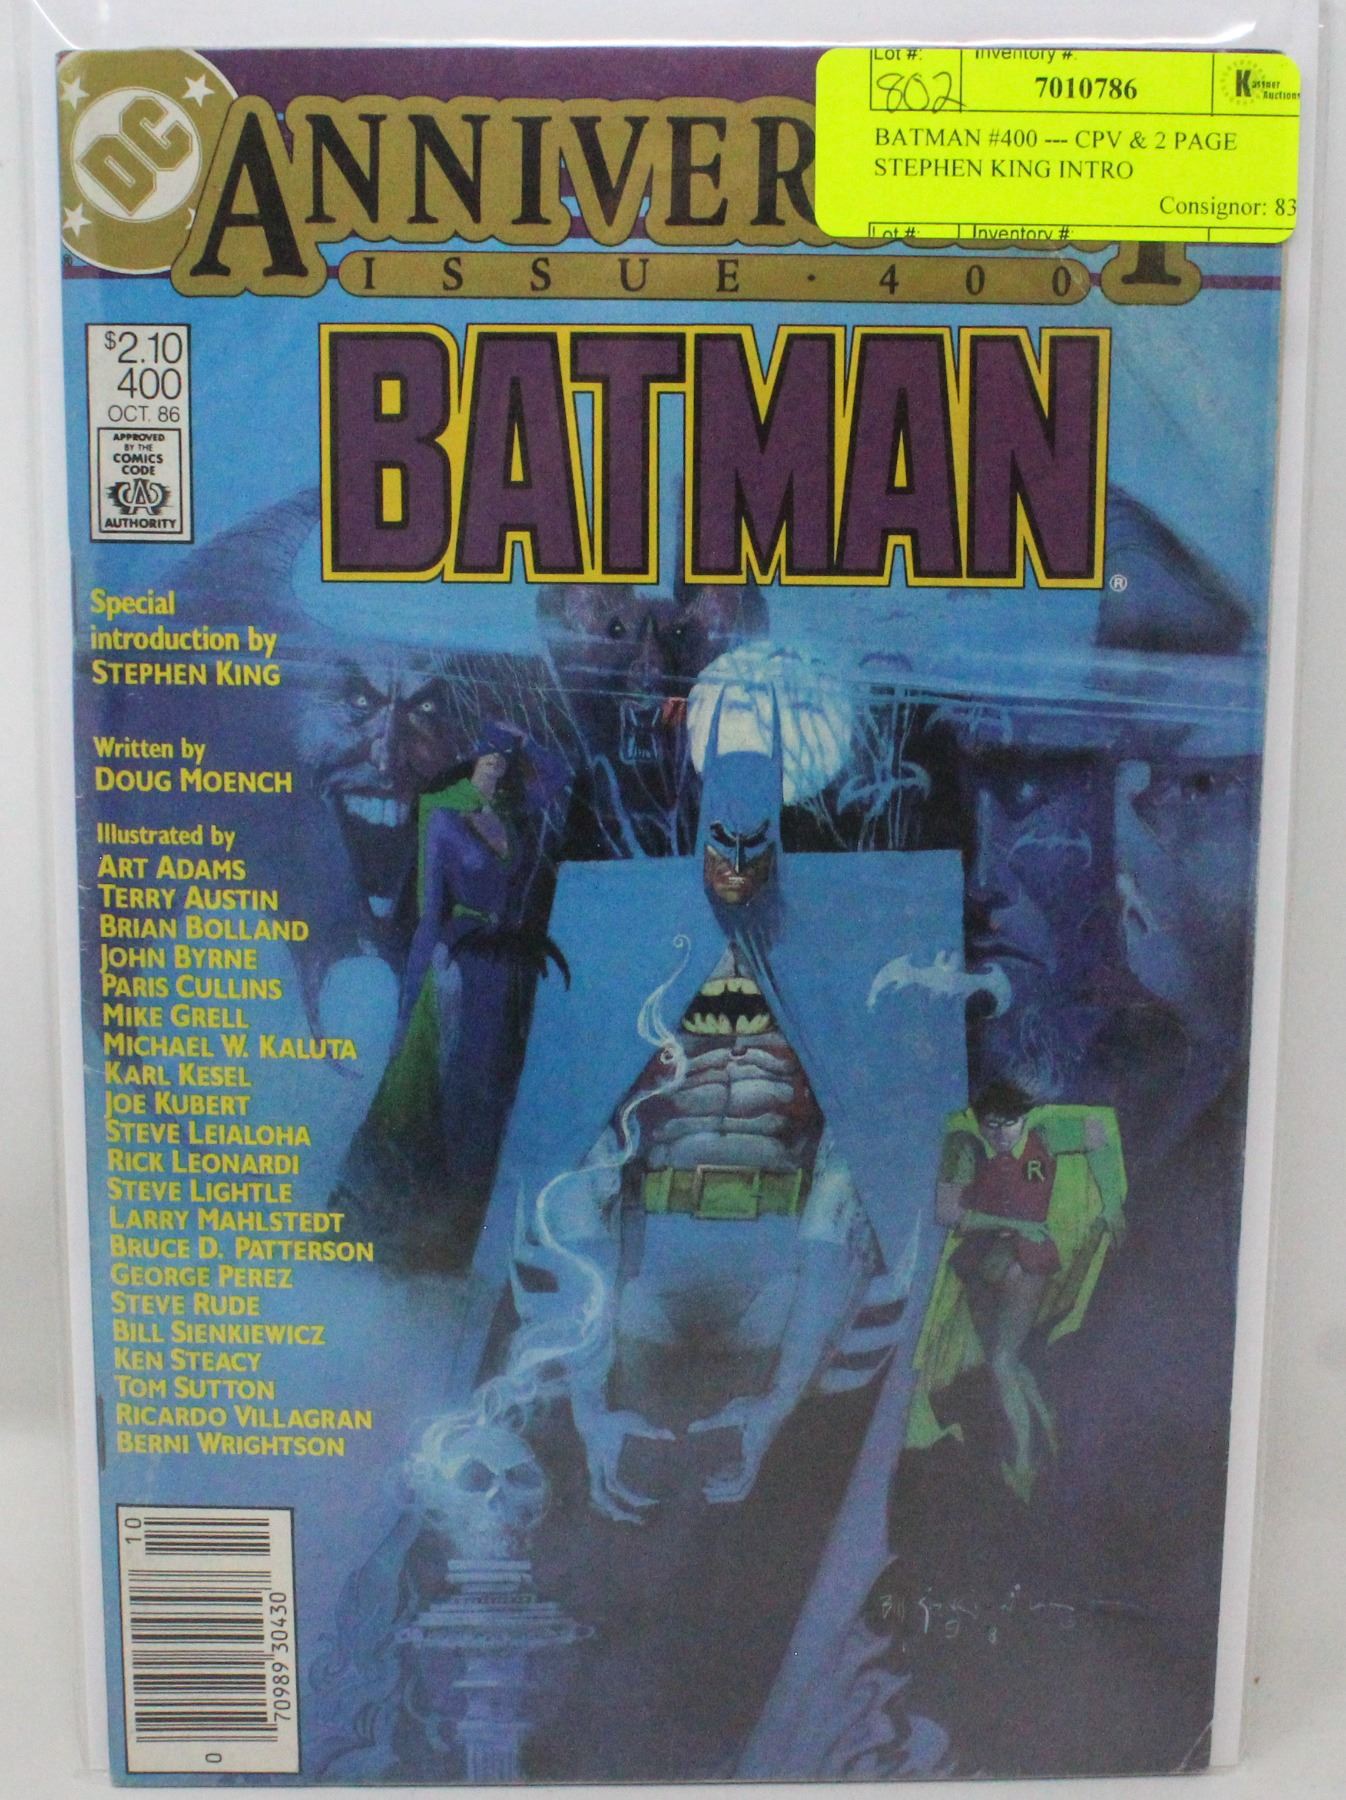 DC
ANNIVER
ISSUE · 400
Lot #:
Inventory #:
802
7010786
Kastner
Auctions
BATMAN #400 --- CPV & 2 PAGE
STEPHEN KING INTRO
Consignor: 83
Lot #:
Inventory #:
$2.10
400
OCT. 86
APPROVED
BY THE
COMICS
CODE
AUTHORITY
BATMAN®
Special
introduction by
STEPHEN KING
Written by
DOUG MOENCH
Illustrated by
ART ADAMS
TERRY AUSTIN
BRIAN BOLLAND
JOHN BYRNE
PARIS CULLINS
MIKE GRELL
MICHAEL W. KALUTA
KARL KESEL
JOE KUBERT
STEVE LEIALOHA
RICK LEONARDI
STEVE LIGHTLE
LARRY MAHLSTEDT
BRUCE D. PATTERSON
GEORGE PEREZ
STEVE RUDE
BILL SIENKIEWICZ
KEN STEACY
TOM SUTTON
RICARDO VILLAGRAN
BERNI WRIGHTSON
R
10
70989 30430
0